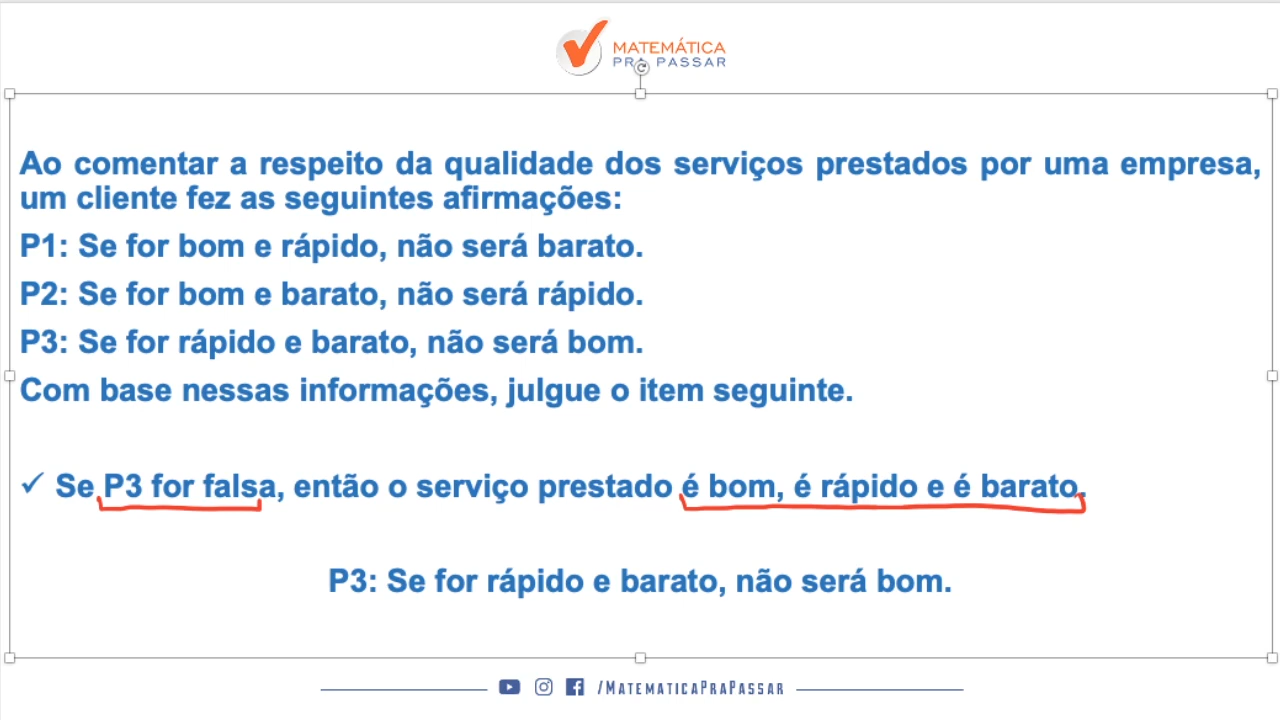 MATEMÁTICA
PRA PASSAR
Ao comentar a respeito da qualidade dos serviços prestados por uma empresa,
um cliente fez as seguintes afirmações:
P1: Se for bom e rápido, não será barato.
P2: Se for bom e barato, não será rápido.
P3: Se for rápido e barato, não será bom.
Com base nessas informações, julgue o item seguinte.
✓ Se P3 for falsa, então o serviço prestado é bom, é rápido e é barato.
P3: Se for rápido e barato, não será bom.
/MATEMATICAPRAPASSAR